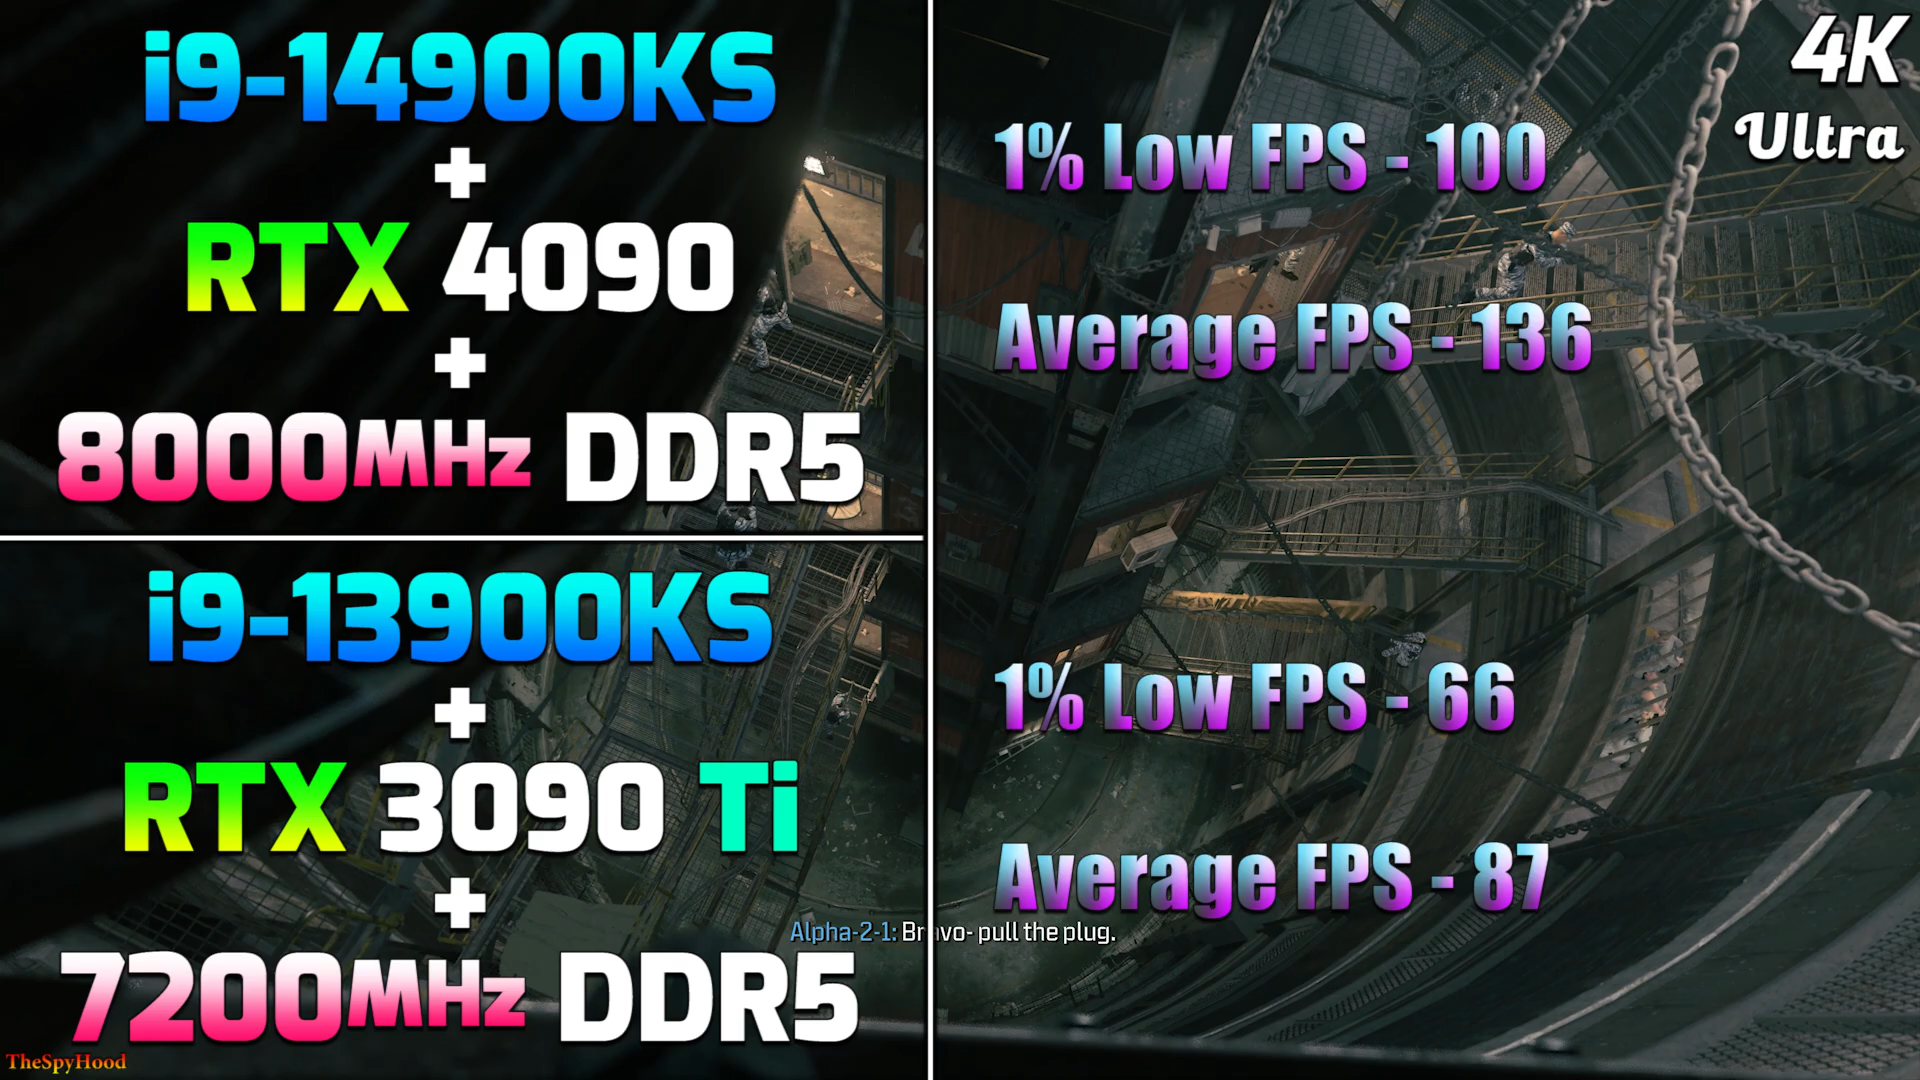 i9-14900KS
+
RTX 4090
+
8000MHz DDR5
4K
Ultra
1% Low FPS - 100
Average FPS - 136
i9-13900KS
+
RTX 3090 Ti
+
7200MHz DDR5
1% Low FPS - 66
Average FPS - 87
Alpha-2-1: Bravo- pull the plug.
TheSpyHood